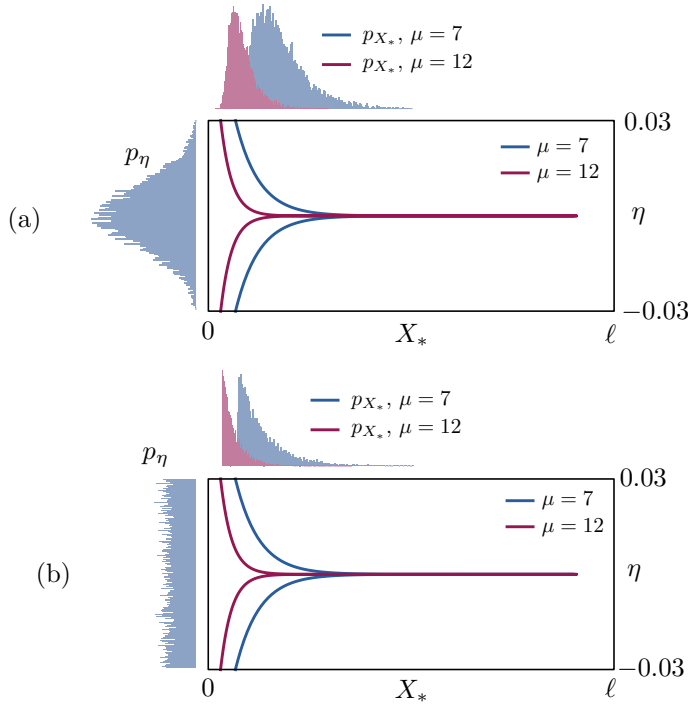 p_{X_*}, μ = 7
p_{X_*}, μ = 12
0.03
p_η
μ = 7
μ = 12
(a)
η
−0.03
0
X_*
ℓ
p_{X_*}, μ = 7
p_{X_*}, μ = 12
p_η
0.03
μ = 7
μ = 12
(b)
η
−0.03
0
X_*
ℓ